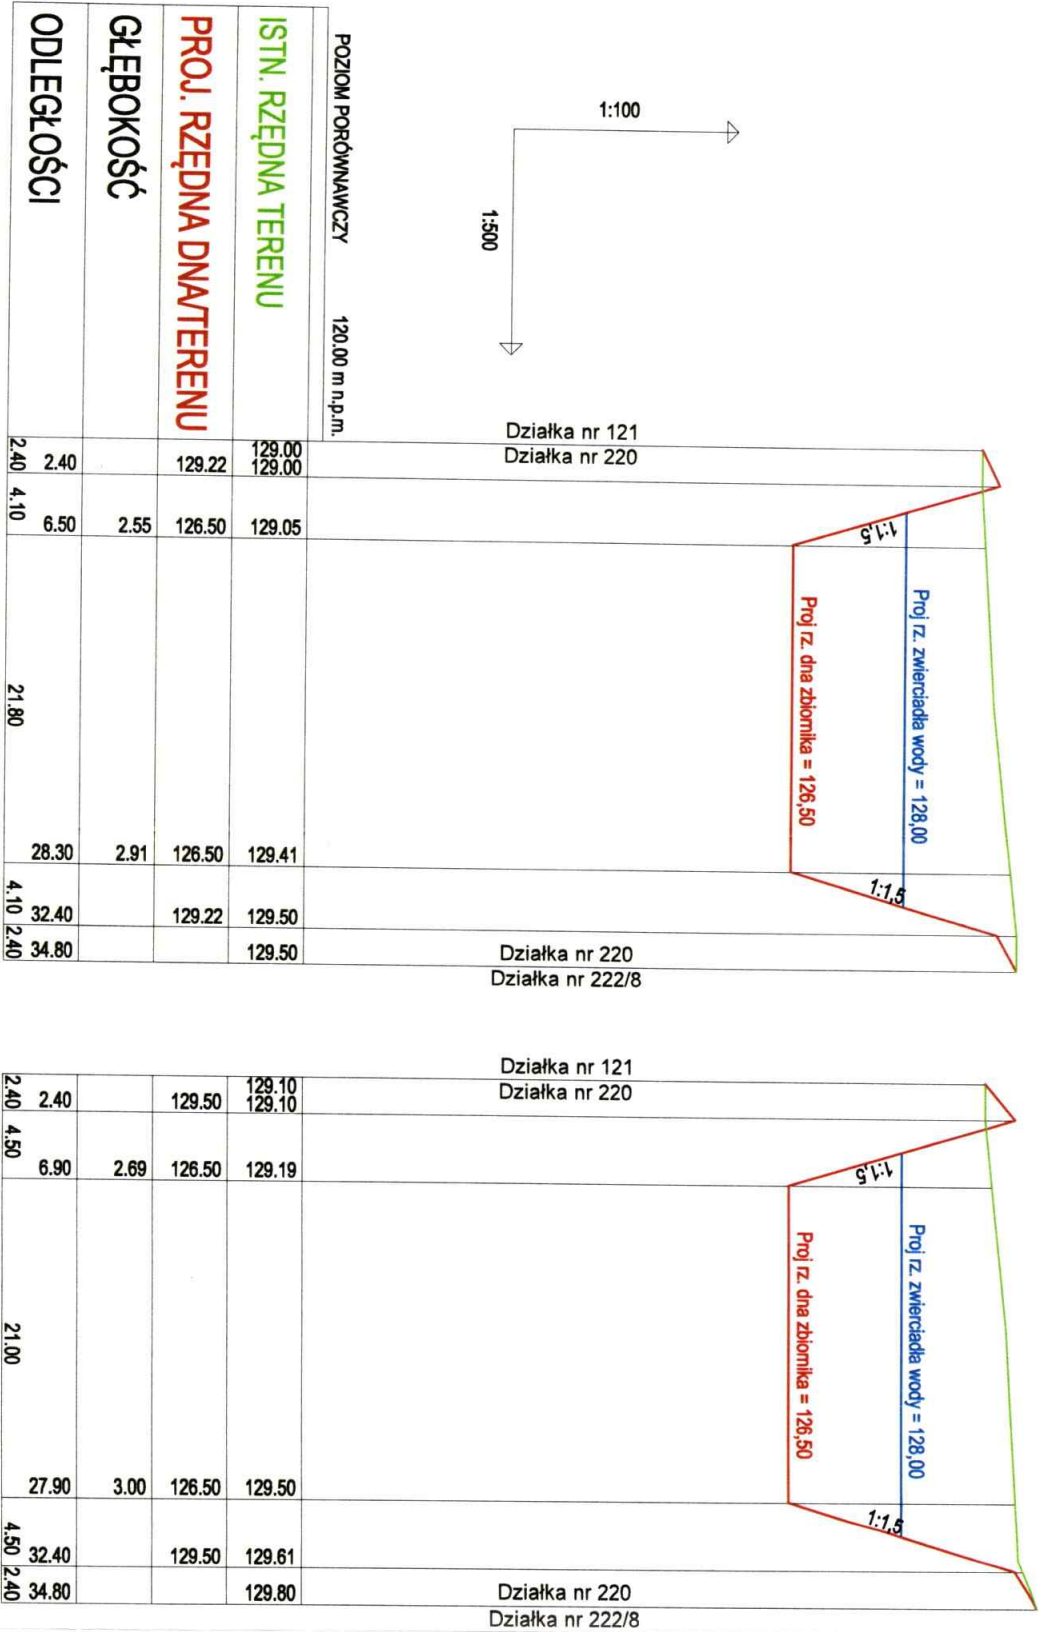 1:100
1:500
POZIOM PORÓWNAWCZY 120.00 m n.p.m.
ISTN. RZĘDNA TERENU
PROJ. RZĘDNA DNA/TERENU
GŁĘBOKOŚĆ
ODLEGŁOŚCI
Działka nr 121
Działka nr 220
1:1,5
Proj rz. zwierciadła wody = 128,00
Proj rz. dna zbiornika = 126,50
1:1,5
Działka nr 220
Działka nr 222/8
129.00
129.00 129.05 129.41 129.50 129.50
129.22 126.50 126.50 129.22
2.55 2.91
2.40 6.50 28.30 32.40 34.80
2.40 4.10 21.80 4.10 2.40
Działka nr 121
Działka nr 220
1:1,5
Proj rz. zwierciadła wody = 128,00
Proj rz. dna zbiornika = 126,50
1:1,5
Działka nr 220
Działka nr 222/8
129.10
129.10 129.19 129.50 129.61 129.80
129.50 126.50 126.50 129.50
2.69 3.00
2.40 6.90 27.90 32.40 34.80
2.40 4.50 21.00 4.50 2.40